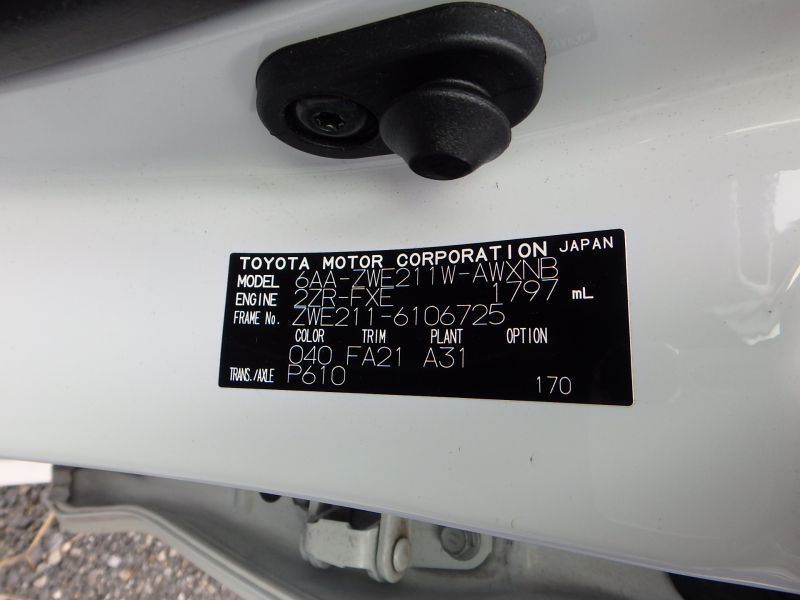 TOYOTA MOTOR CORPORATION JAPAN
MODEL 6AA-ZWE211W-AWXNB
ENGINE 2ZR-FXE 1797 mL
FRAME No. ZWE211-6106725
COLOR TRIM PLANT OPTION
040 FA21 A31
TRANS./AXLE P610 170